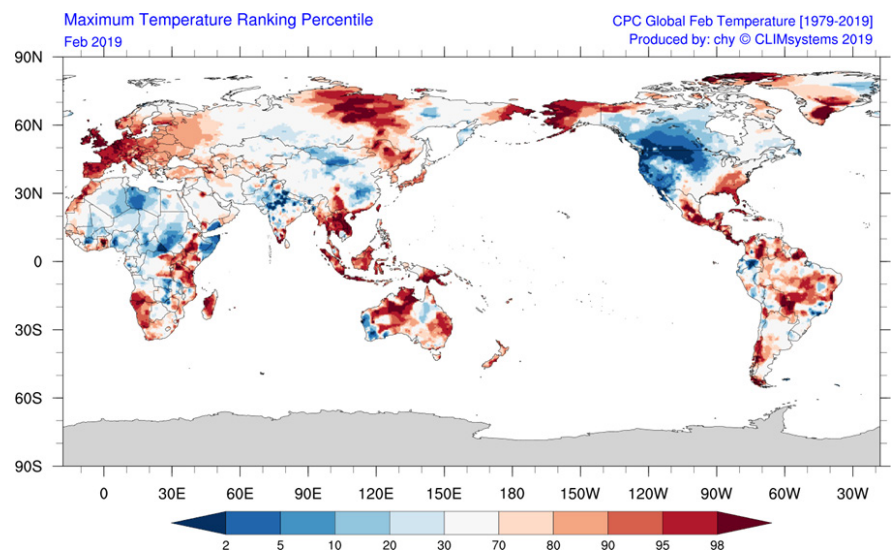 Maximum Temperature Ranking Percentile
CPC Global Feb Temperature [1979-2019]
Feb 2019
Produced by: chy © CLIMsystems 2019
90N
60N
30N
0
30S
60S
90S
0 30E 60E 90E 120E 150E 180 150W 120W 90W 60W 30W
2 5 10 20 30 70 80 90 95 98